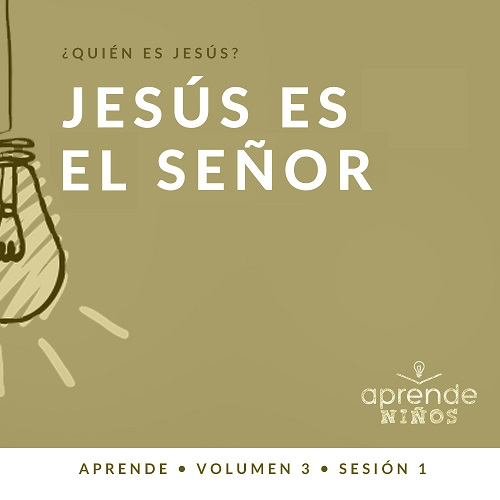 ¿QUIÉN ES JESÚS?
JESÚS ES
EL SEÑOR
aprende
NIÑOS
APRENDE • VOLUMEN 3 • SESIÓN 1